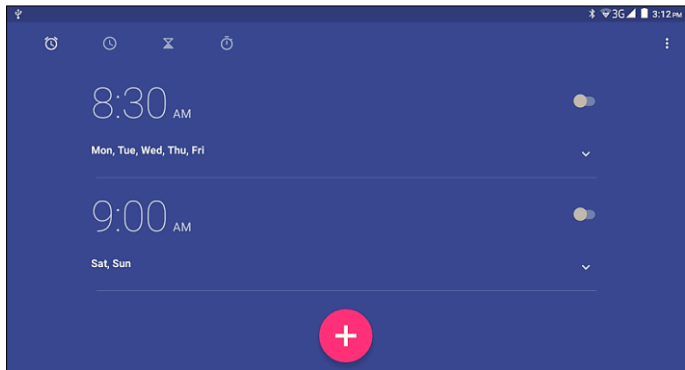 3G 3:12 PM
8:30 AM
Mon, Tue, Wed, Thu, Fri
9:00 AM
Sat, Sun